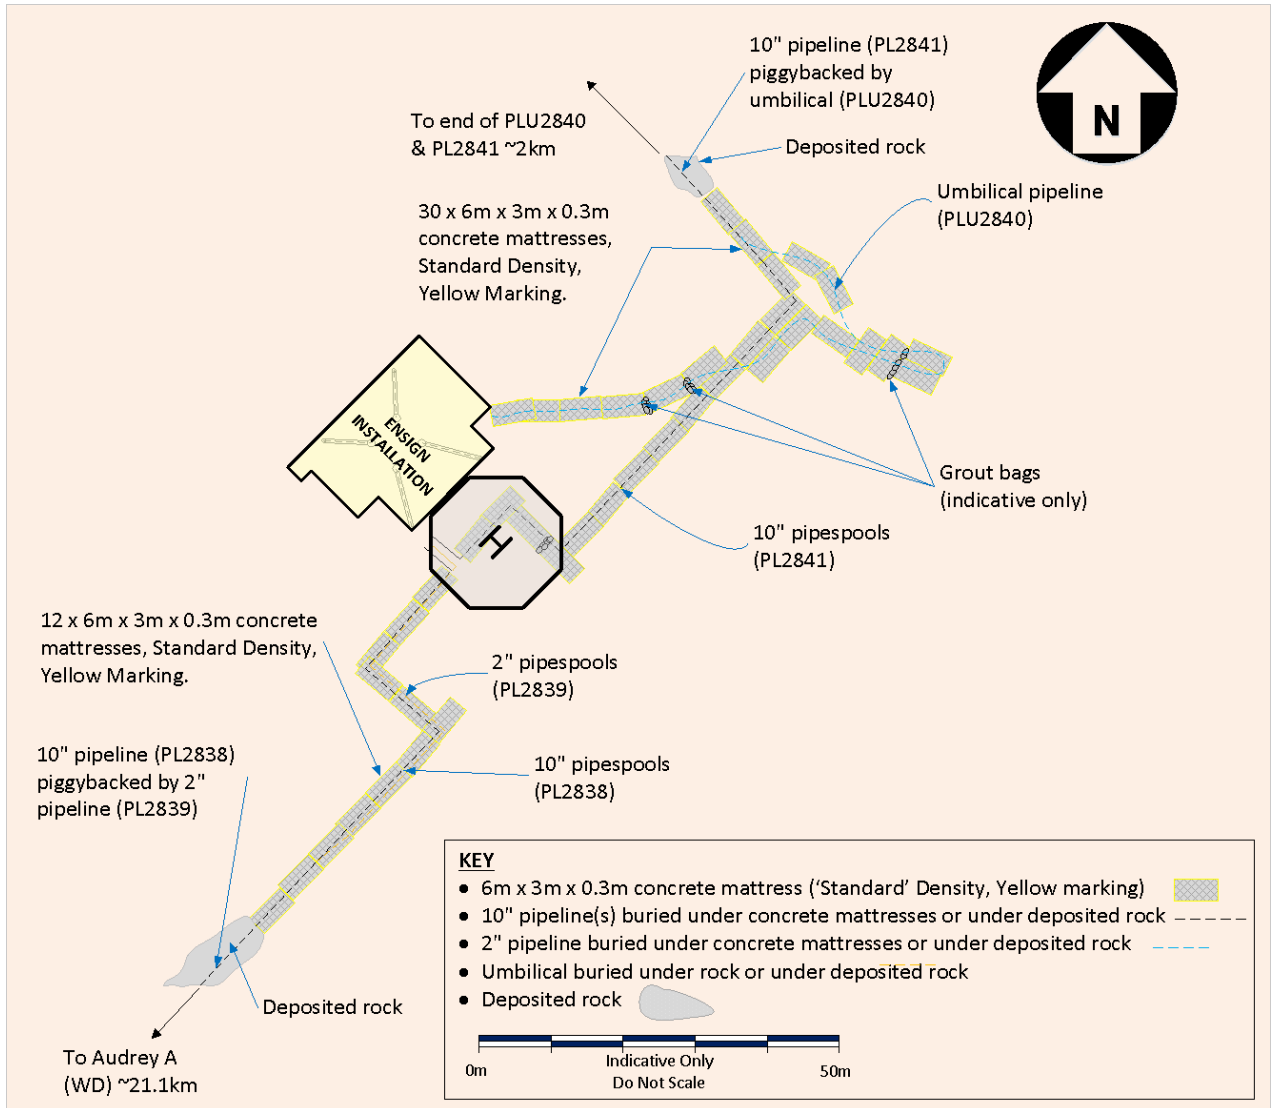 10" pipeline (PL2841)
piggybacked by
umbilical (PLU2840)
N
To end of PLU2840
& PL2841 ~2km
Deposited rock
Umbilical pipeline
(PLU2840)
30 x 6m x 3m x 0.3m
concrete mattresses,
Standard Density,
Yellow Marking.
ENSIGN
INSTALLATION
Grout bags
(indicative only)
H
10" pipespools
(PL2841)
12 x 6m x 3m x 0.3m concrete
mattresses, Standard Density,
Yellow Marking.
2" pipespools
(PL2839)
10" pipeline (PL2838)
piggybacked by 2"
pipeline (PL2839)
10" pipespools
(PL2838)
Deposited rock
To Audrey A
(WD) ~21.1km
KEY
● 6m x 3m x 0.3m concrete mattress (‘Standard’ Density, Yellow marking)
● 10" pipeline(s) buried under concrete mattresses or under deposited rock
● 2" pipeline buried under concrete mattresses or under deposited rock
● Umbilical buried under rock or under deposited rock
● Deposited rock
0m
Indicative Only
Do Not Scale
50m